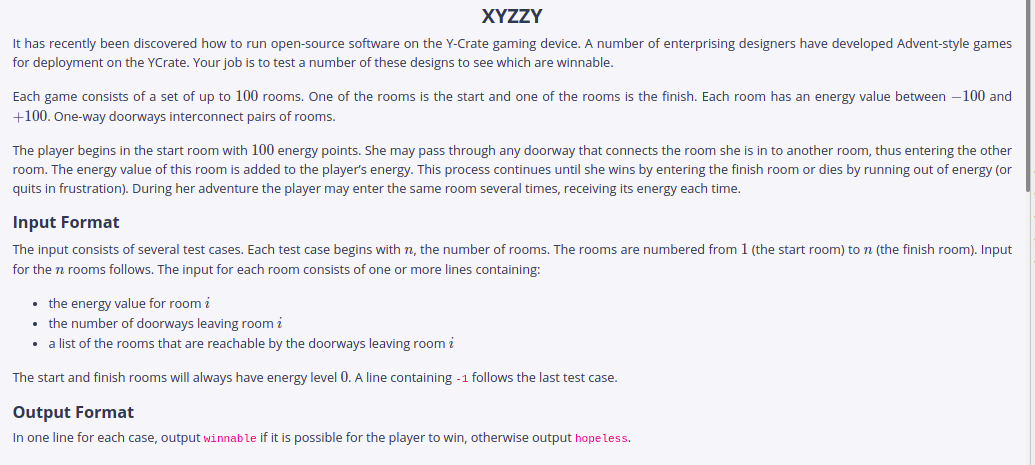 XYZZY
It has recently been discovered how to run open-source software on the Y-Crate gaming device. A number of enterprising designers have developed Advent-style games
for deployment on the YCrate. Your job is to test a number of these designs to see which are winnable.
Each game consists of a set of up to 100 rooms. One of the rooms is the start and one of the rooms is the finish. Each room has an energy value between −100 and
+100. One-way doorways interconnect pairs of rooms.
The player begins in the start room with 100 energy points. She may pass through any doorway that connects the room she is in to another room, thus entering the other
room. The energy value of this room is added to the player's energy. This process continues until she wins by entering the finish room or dies by running out of energy (or
quits in frustration). During her adventure the player may enter the same room several times, receiving its energy each time.
Input Format
The input consists of several test cases. Each test case begins with n, the number of rooms. The rooms are numbered from 1 (the start room) to n (the finish room). Input
for the n rooms follows. The input for each room consists of one or more lines containing:
• the energy value for room i
• the number of doorways leaving room i
• a list of the rooms that are reachable by the doorways leaving room i
The start and finish rooms will always have energy level 0. A line containing -1 follows the last test case.
Output Format
In one line for each case, output winnable if it is possible for the player to win, otherwise output hopeless.